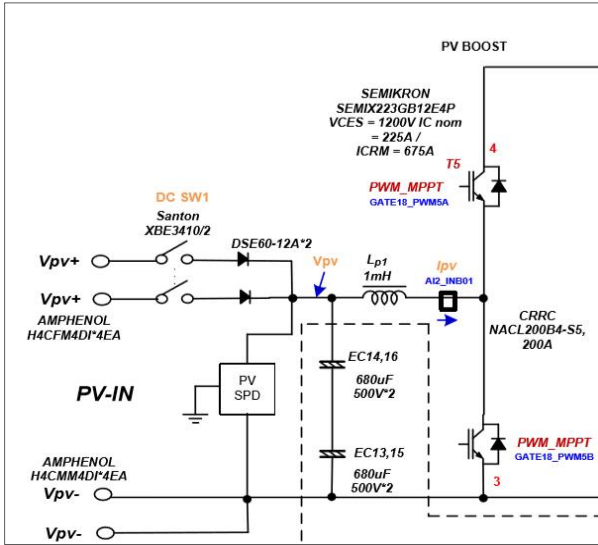 PV BOOST
SEMIKRON
SEMIX223GB12E4P
VCES = 1200V IC nom
= 225A /
ICRM = 675A
4
T5
PWM_MPPT
GATE18_PWM5A
DC SW1
Santon
XBE3410/2
DSE60-12A*2
Vpv+
Vpv
Lp1
1mH
Ipv
AI2_INB01
Vpv+
AMPHENOL
H4CFM4DI*4EA
CRRC
NACL200B4-S5,
200A
PV-IN
PV
SPD
EC14,16
680uF
500V*2
EC13,15
680uF
500V*2
PWM_MPPT
GATE18_PWM5B
3
AMPHENOL
H4CMM4DI*4EA
Vpv-
Vpv-